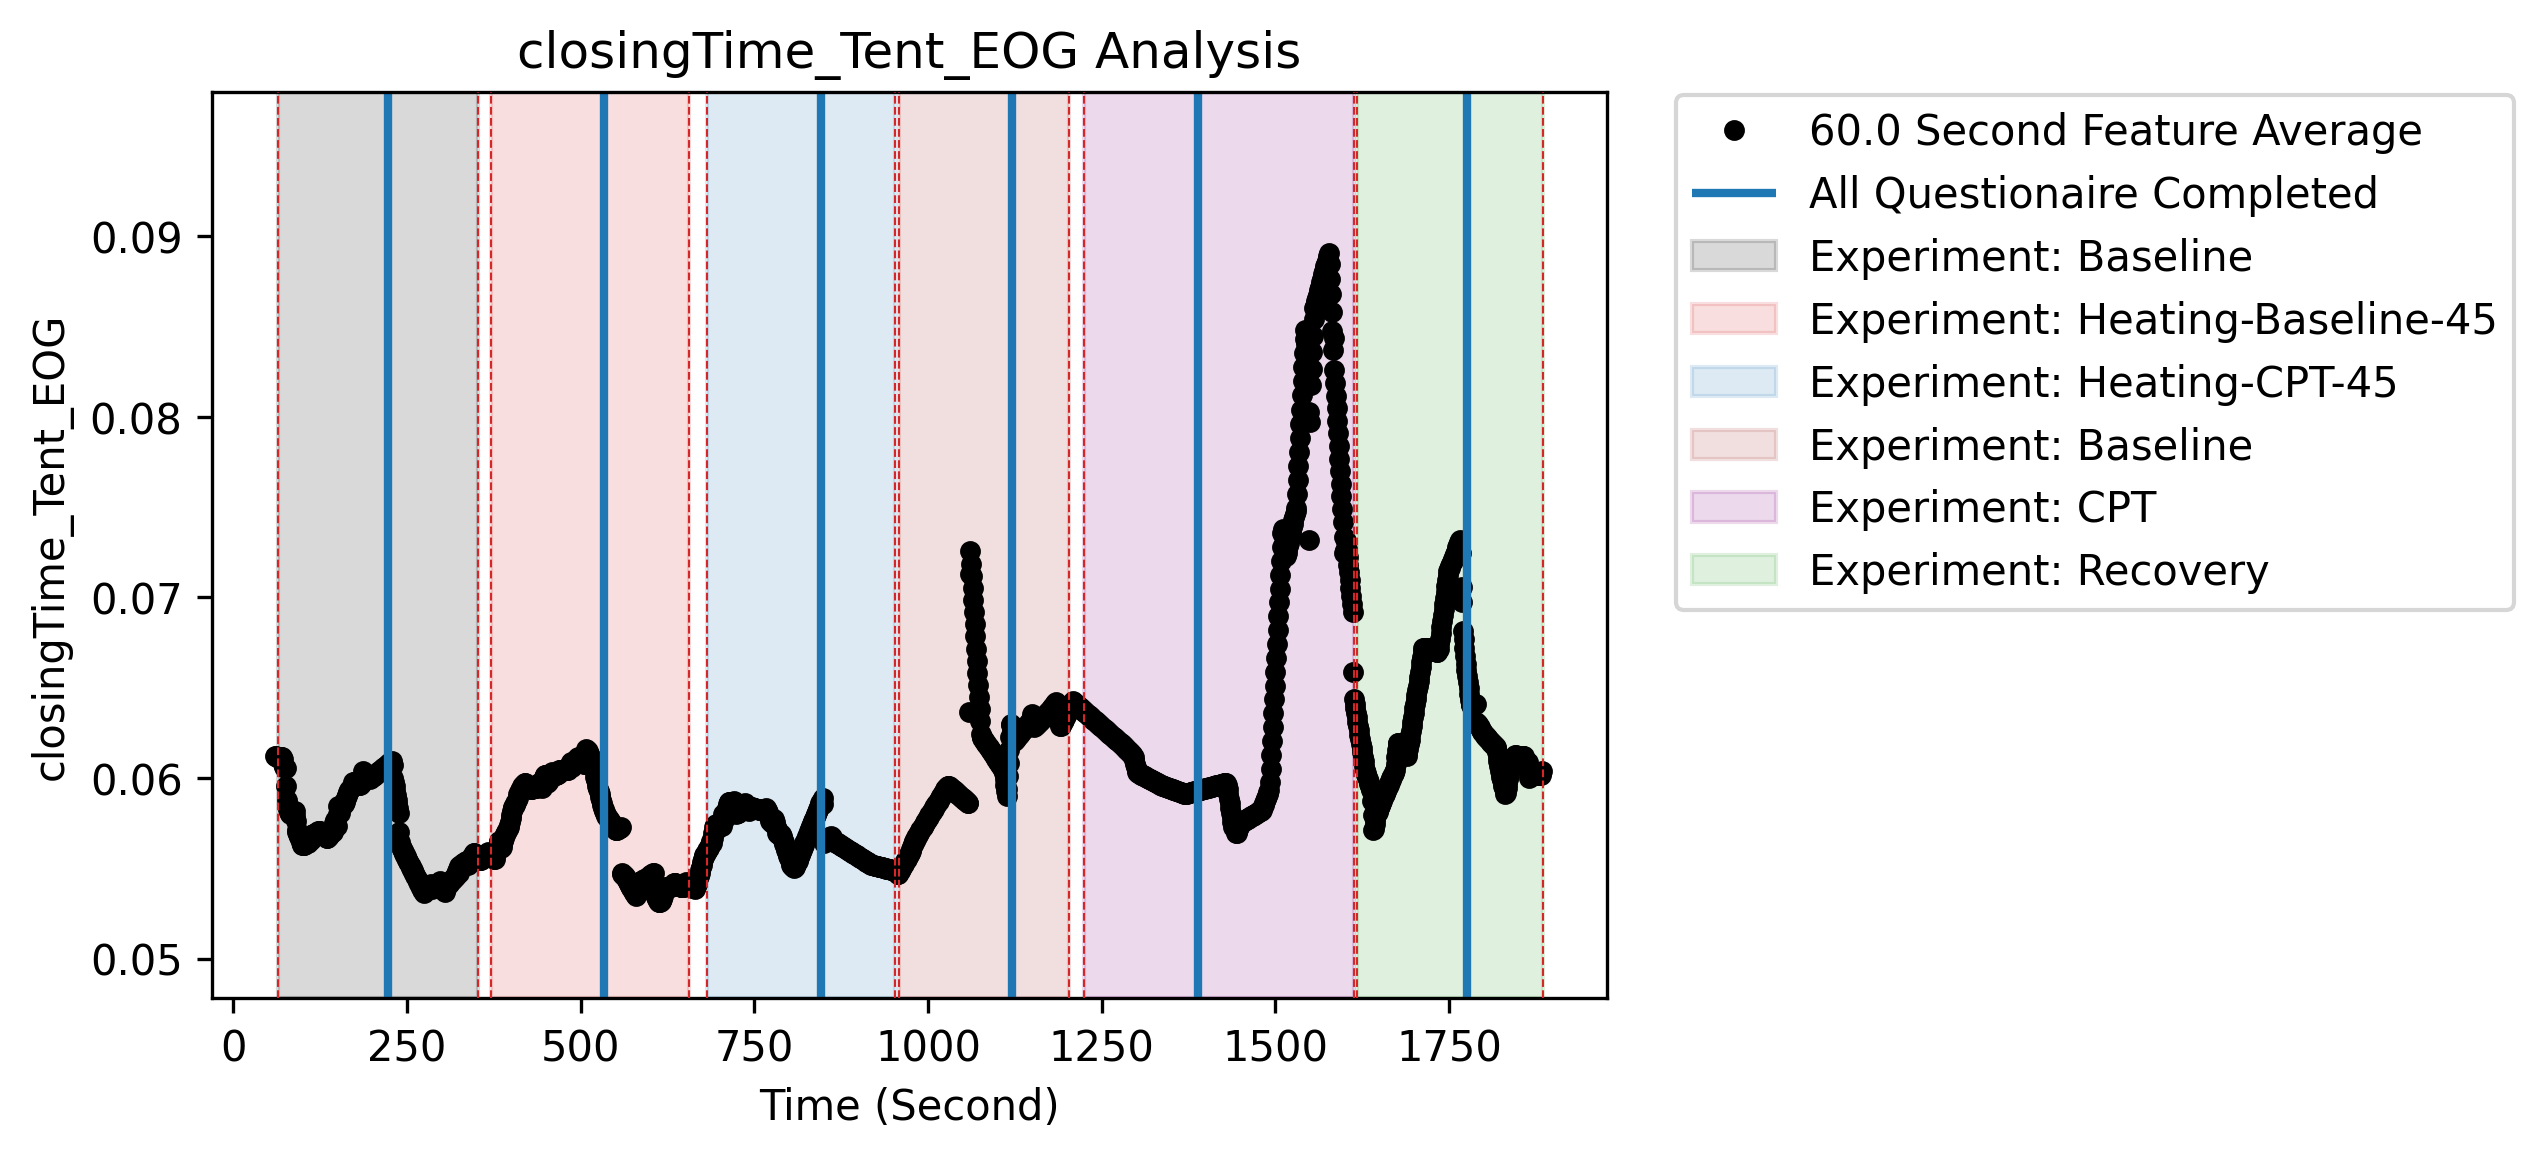 closingTime_Tent_EOG Analysis
closingTime_Tent_EOG
0.09
0.08
0.07
0.06
0.05
0 250 500 750 1000 1250 1500 1750
Time (Second)
60.0 Second Feature Average
All Questionaire Completed
Experiment: Baseline
Experiment: Heating-Baseline-45
Experiment: Heating-CPT-45
Experiment: Baseline
Experiment: CPT
Experiment: Recovery